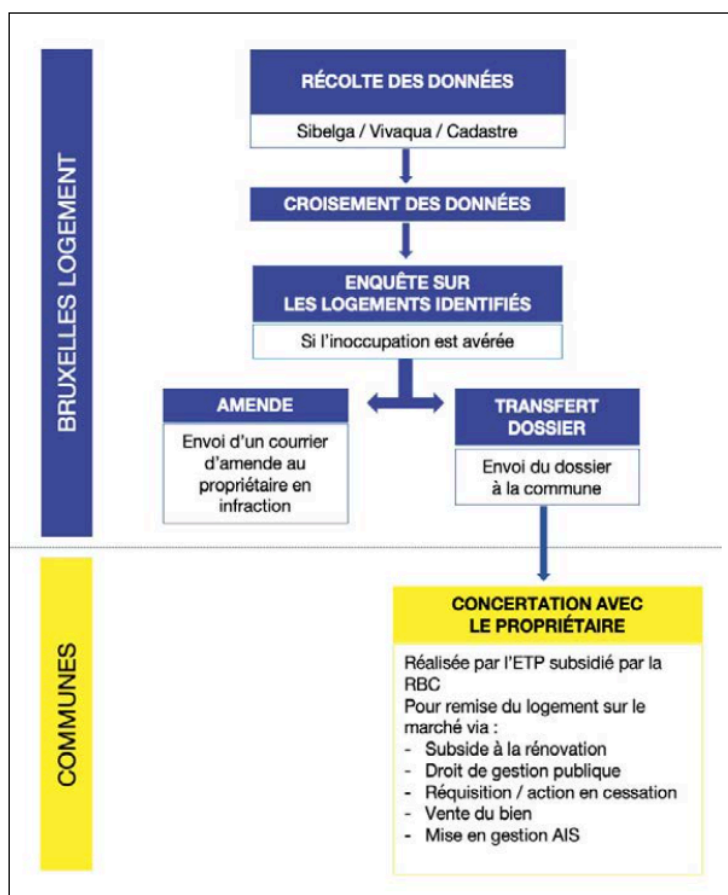 BRUXELLES LOGEMENT
RÉCOLTE DES DONNÉES
Sibelga / Vivaqua / Cadastre
CROISEMENT DES DONNÉES
ENQUÊTE SUR
LES LOGEMENTS IDENTIFIÉS
Si l'inoccupation est avérée
AMENDE
Envoi d'un courrier
d'amende au
propriétaire en
infraction
TRANSFERT
DOSSIER
Envoi du dossier
à la commune
COMMUNES
CONCERTATION AVEC
LE PROPRIÉTAIRE
Réalisée par l'ETP subsidié par la
RBC
Pour remise du logement sur le
marché via :
- Subside à la rénovation
- Droit de gestion publique
- Réquisition / action en cessation
- Vente du bien
- Mise en gestion AIS